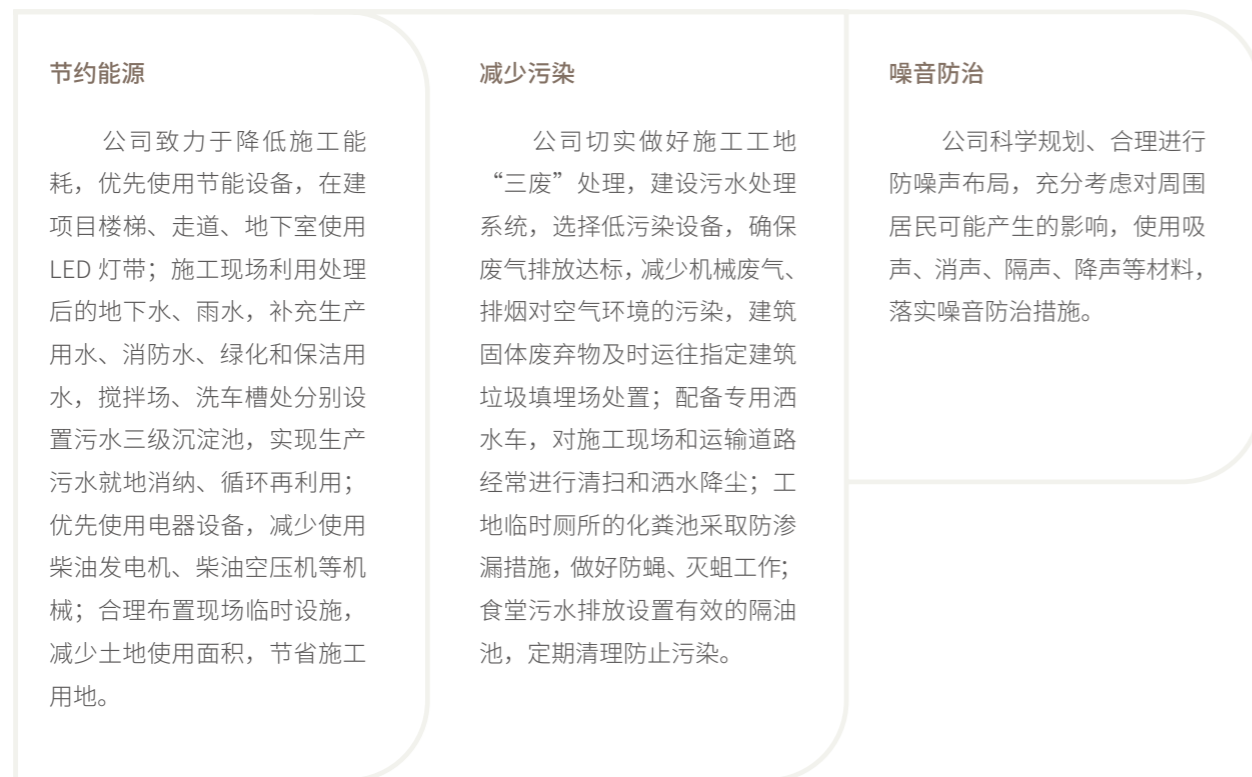 节约能源
公司致力于降低施工能
耗，优先使用节能设备，在建
项目楼梯、走道、地下室使用
LED 灯带；施工现场利用处理
后的地下水、雨水，补充生产
用水、消防水、绿化和保洁用
水，搅拌场、洗车槽处分别设
置污水三级沉淀池，实现生产
污水就地消纳、循环再利用；
优先使用电器设备，减少使用
柴油发电机、柴油空压机等机
械；合理布置现场临时设施，
减少土地使用面积，节省施工
用地。
减少污染
公司切实做好施工工地
“三废”处理，建设污水处理
系统，选择低污染设备，确保
废气排放达标，减少机械废气、
排烟对空气环境的污染，建筑
固体废弃物及时运往指定建筑
垃圾填埋场处置；配备专用洒
水车，对施工现场和运输道路
经常进行清扫和洒水降尘；工
地临时厕所的化粪池采取防渗
漏措施，做好防蝇、灭蛆工作；
食堂污水排放设置有效的隔油
池，定期清理防止污染。
噪音防治
公司科学规划、合理进行
防噪声布局，充分考虑对周围
居民可能产生的影响，使用吸
声、消声、隔声、降声等材料，
落实噪音防治措施。